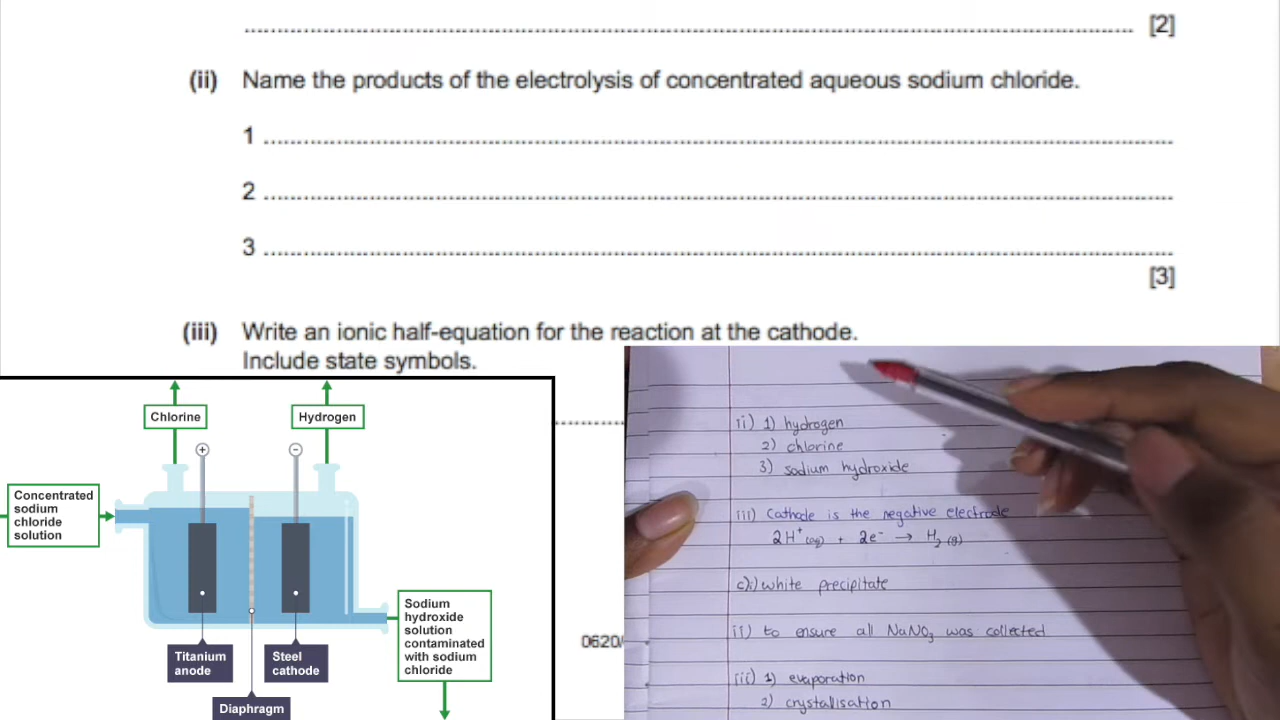 [2]
(ii) Name the products of the electrolysis of concentrated aqueous sodium chloride.
1
2
3
[3]
(iii) Write an ionic half-equation for the reaction at the cathode.
Include state symbols.
Chlorine
Hydrogen
+
−
Concentrated
sodium
chloride
solution
Sodium
hydroxide
solution
contaminated
with sodium
chloride
Titanium
anode
Steel
cathode
Diaphragm
0620/
ii) 1) hydrogen
2) chlorine
3) sodium hydroxide
iii) Cathode is the negative electrode
2H⁺(aq) + 2e⁻ → H₂(g)
c)i) white precipitate
ii) to ensure all NaNO₃ was collected
iii) 1) evaporation
2) crystallisation